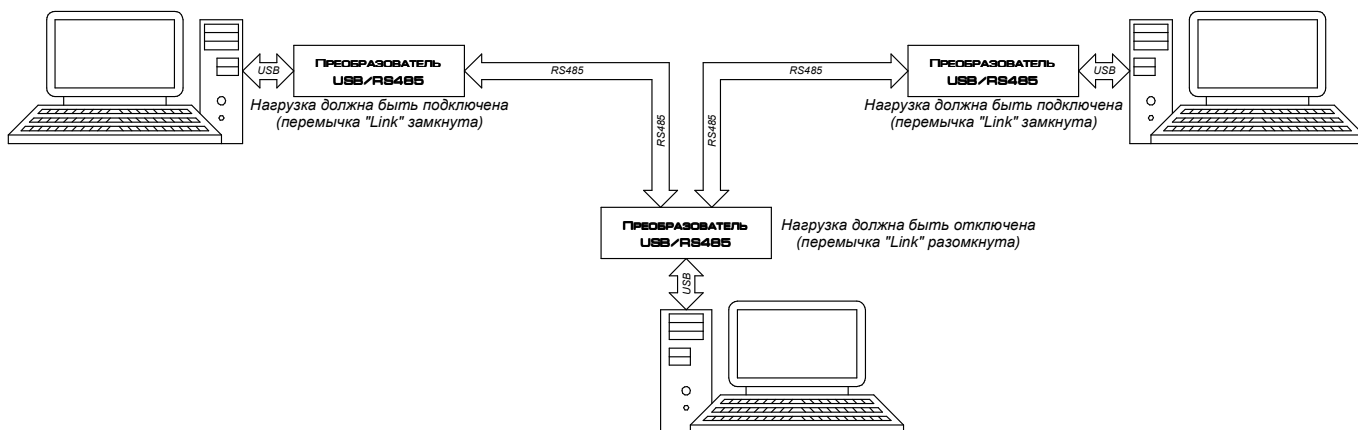 Преобразователь
USB/RS485
USB
RS485
RS485
Нагрузка должна быть подключена
(перемычка "Link" замкнута)
Преобразователь
USB/RS485
USB
RS485
RS485
Нагрузка должна быть подключена
(перемычка "Link" замкнута)
Преобразователь
USB/RS485
Нагрузка должна быть отключена
(перемычка "Link" разомкнута)
USB